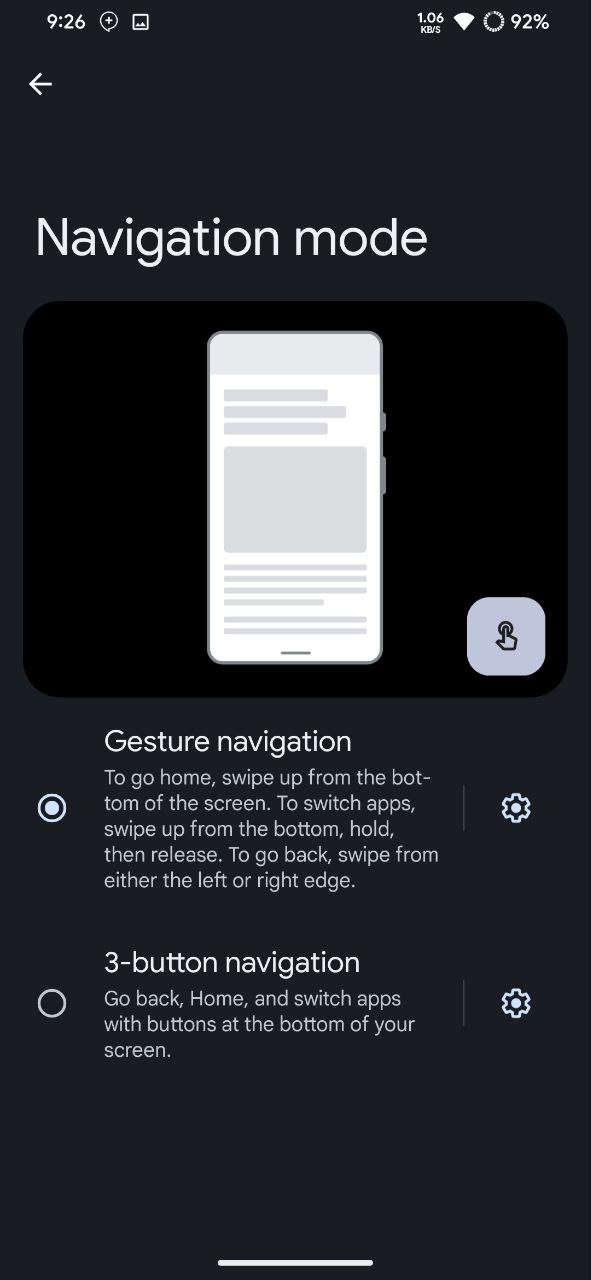 9:26
1.06
KB/S
92%
Navigation mode
Gesture navigation
To go home, swipe up from the bot-
tom of the screen. To switch apps,
swipe up from the bottom, hold,
then release. To go back, swipe from
either the left or right edge.
3-button navigation
Go back, Home, and switch apps
with buttons at the bottom of your
screen.